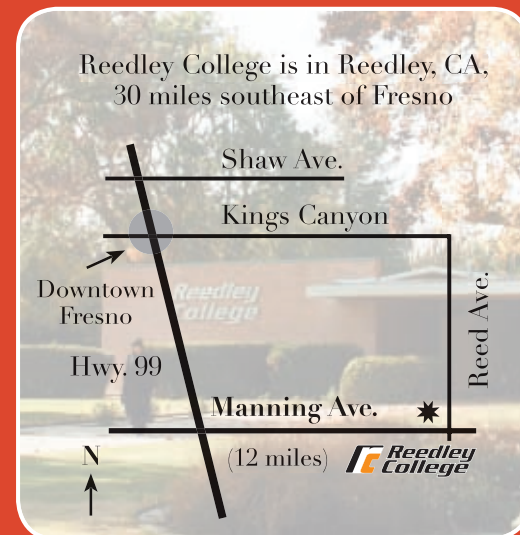 Reedley College is in Reedley, CA,
30 miles southeast of Fresno
Shaw Ave.
Kings Canyon
Downtown
Fresno
Reedley
College
Reed Ave.
Hwy. 99
Manning Ave.
N
(12 miles)
Reedley
College